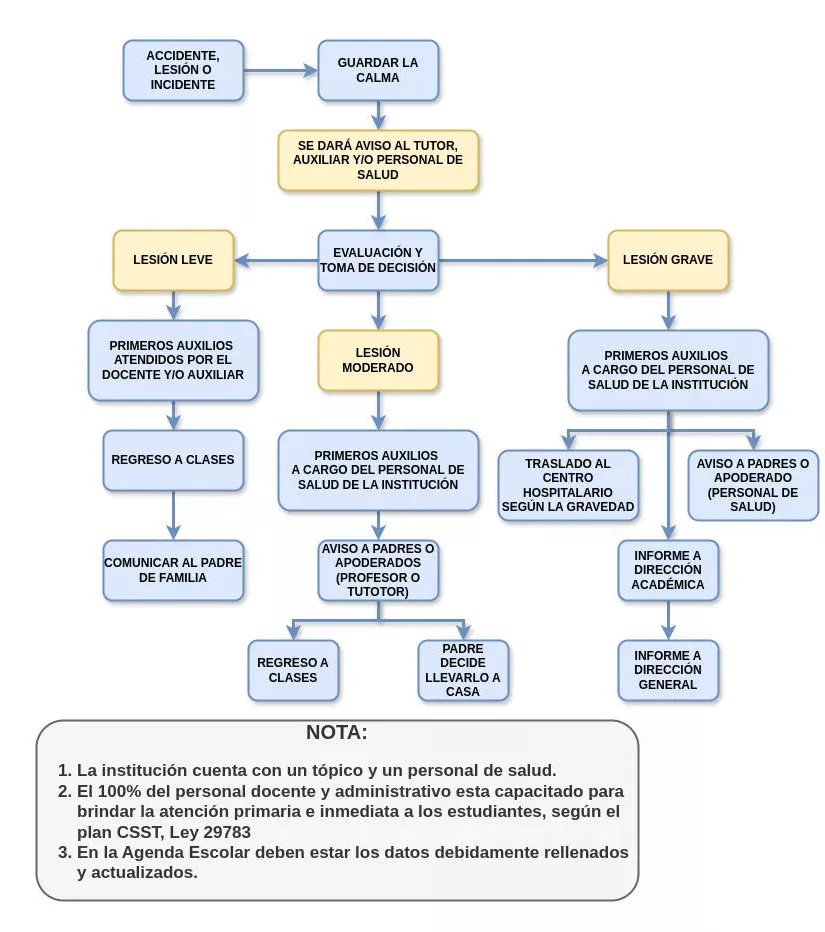 ACCIDENTE,
LESIÓN O
INCIDENTE
GUARDAR LA
CALMA
SE DARÁ AVISO AL TUTOR,
AUXILIAR Y/O PERSONAL DE
SALUD
LESIÓN LEVE
EVALUACIÓN Y
TOMA DE DECISIÓN
LESIÓN GRAVE
PRIMEROS AUXILIOS
ATENDIDOS POR EL
DOCENTE Y/O AUXILIAR
LESIÓN
MODERADO
PRIMEROS AUXILIOS
A CARGO DEL PERSONAL DE
SALUD DE LA INSTITUCIÓN
REGRESO A CLASES
PRIMEROS AUXILIOS
A CARGO DEL PERSONAL DE
SALUD DE LA INSTITUCIÓN
TRASLADO AL
CENTRO
HOSPITALARIO
SEGÚN LA GRAVEDAD
AVISO A PADRES O
APODERADO
(PERSONAL DE
SALUD)
COMUNICAR AL PADRE
DE FAMILIA
AVISO A PADRES O
APODERADOS
(PROFESOR O
TUTOTOR)
INFORME A
DIRECCIÓN
ACADÉMICA
REGRESO A
CLASES
PADRE
DECIDE
LLEVARLO A
CASA
INFORME A
DIRECCIÓN
GENERAL
NOTA:
1. La institución cuenta con un tópico y un personal de salud.
2. El 100% del personal docente y administrativo esta capacitado para
brindar la atención primaria e inmediata a los estudiantes, según el
plan CSST, Ley 29783
3. En la Agenda Escolar deben estar los datos debidamente rellenados
y actualizados.